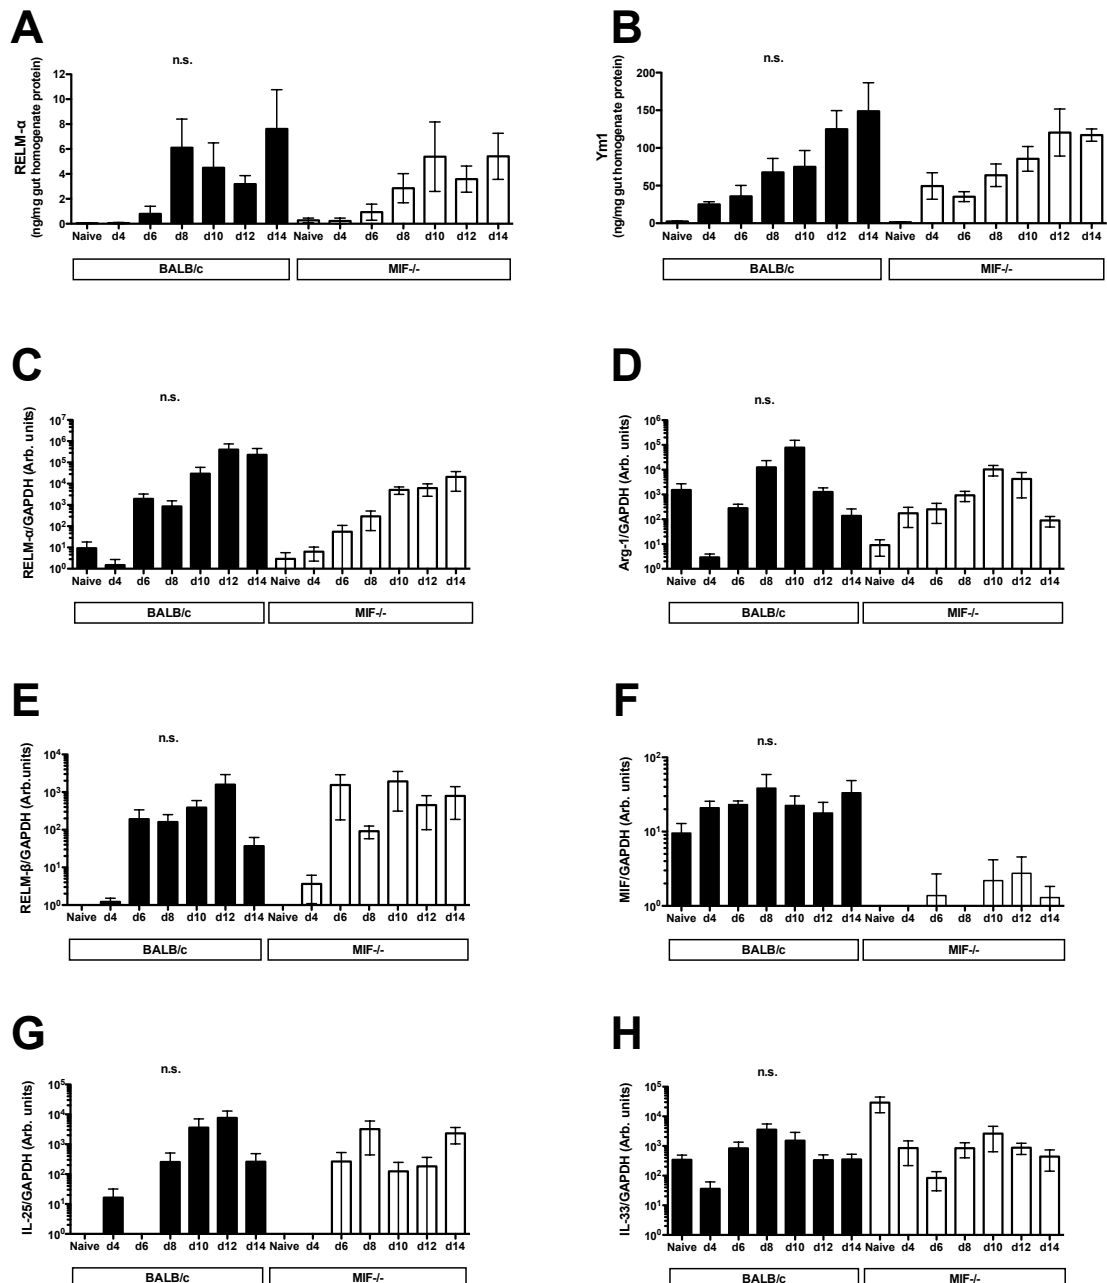 A
n.s.
RELM-α
(ng/mg gut homogenate protein)
12
10
8
6
4
2
0
Naive d4 d6 d8 d10 d12 d14 Naive d4 d6 d8 d10 d12 d14
BALB/c MIF-/-
B
n.s.
Ym1
(ng/mg gut homogenate protein)
200
150
100
50
0
Naive d4 d6 d8 d10 d12 d14 Naive d4 d6 d8 d10 d12 d14
BALB/c MIF-/-
C
n.s.
RELM-α/GAPDH (Arb. units)
10⁷
10⁶
10⁵
10⁴
10³
10²
10¹
10⁰
Naive d4 d6 d8 d10 d12 d14 Naive d4 d6 d8 d10 d12 d14
BALB/c MIF-/-
D
n.s.
Arg-1/GAPDH (Arb. units)
10⁶
10⁵
10⁴
10³
10²
10¹
10⁰
Naive d4 d6 d8 d10 d12 d14 Naive d4 d6 d8 d10 d12 d14
BALB/c MIF-/-
E
n.s.
RELM-β/GAPDH (Arb.units)
10⁴
10³
10²
10¹
10⁰
Naive d4 d6 d8 d10 d12 d14 Naive d4 d6 d8 d10 d12 d14
BALB/c MIF-/-
F
n.s.
MIF/GAPDH (Arb. units)
10²
10¹
10⁰
Naive d4 d6 d8 d10 d12 d14 Naive d4 d6 d8 d10 d12 d14
BALB/c MIF-/-
G
n.s.
IL-25/GAPDH (Arb. units)
10⁵
10⁴
10³
10²
10¹
10⁰
Naive d4 d6 d8 d10 d12 d14 Naive d4 d6 d8 d10 d12 d14
BALB/c MIF-/-
H
n.s.
IL-33/GAPDH (Arb. units)
10⁵
10⁴
10³
10²
10¹
10⁰
Naive d4 d6 d8 d10 d12 d14 Naive d4 d6 d8 d10 d12 d14
BALB/c MIF-/-